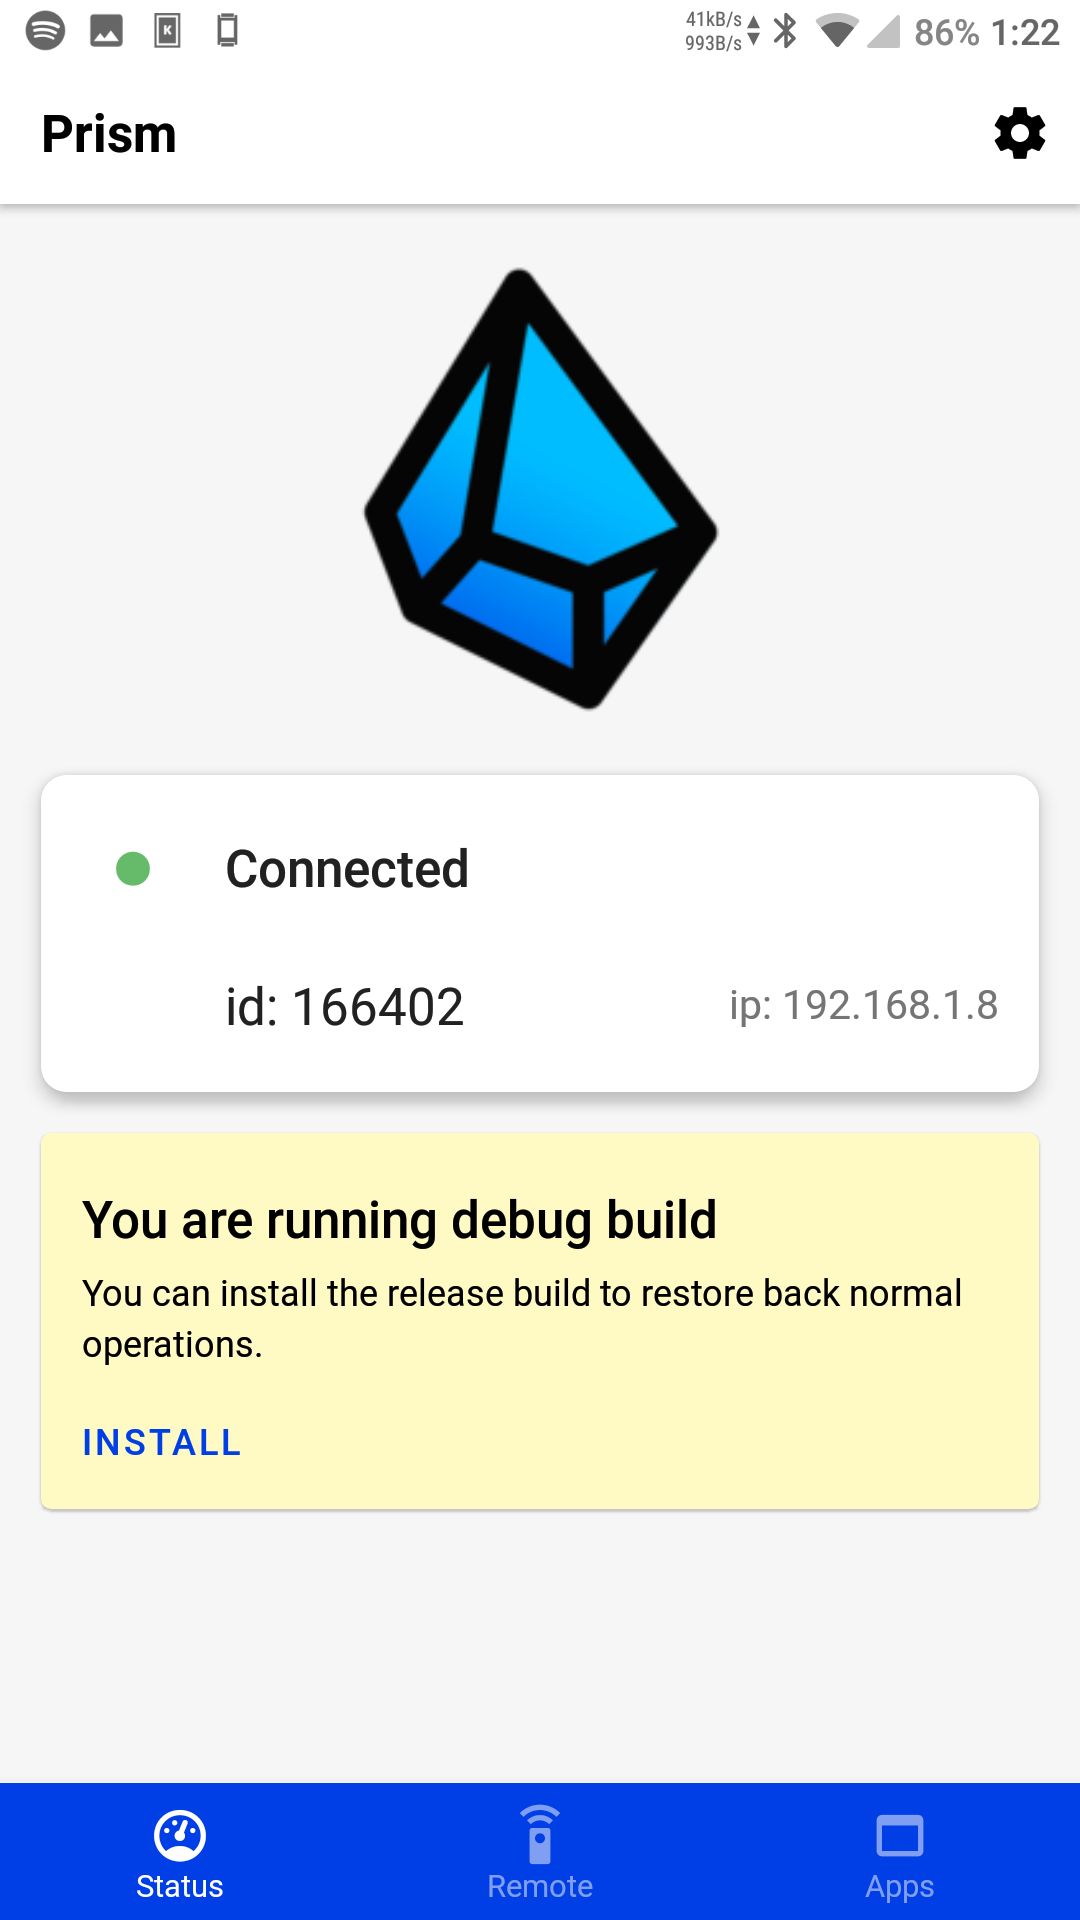 41kB/s
993B/s
86% 1:22
Prism
Connected
id: 166402 ip: 192.168.1.8
You are running debug build
You can install the release build to restore back normal
operations.
INSTALL
Status Remote Apps